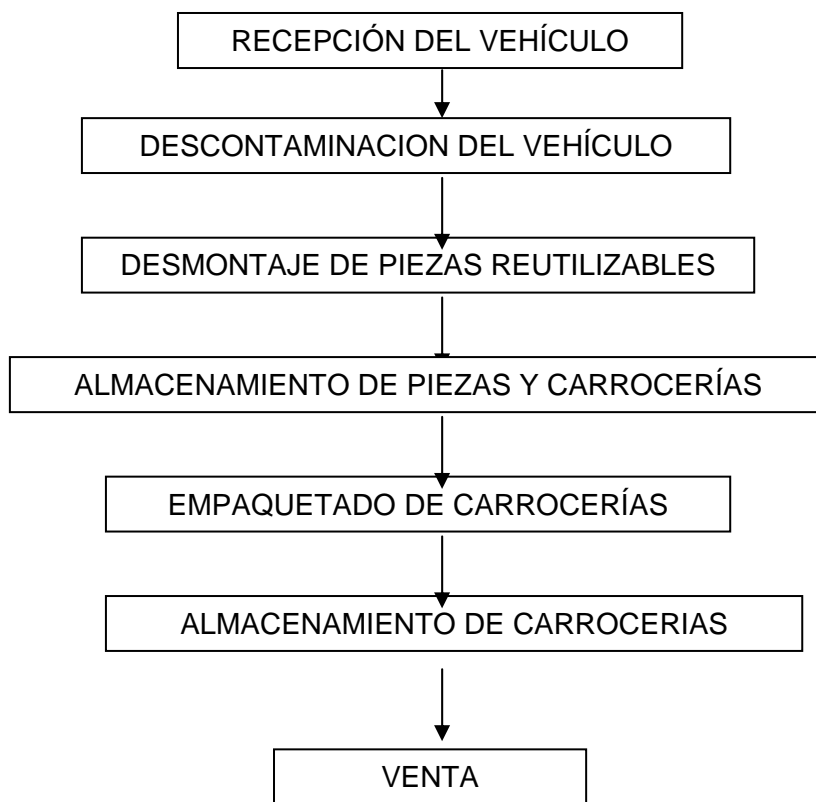 RECEPCIÓN DEL VEHÍCULO
DESCONTAMINACION DEL VEHÍCULO
DESMONTAJE DE PIEZAS REUTILIZABLES
ALMACENAMIENTO DE PIEZAS Y CARROCERÍAS
EMPAQUETADO DE CARROCERÍAS
ALMACENAMIENTO DE CARROCERIAS
VENTA